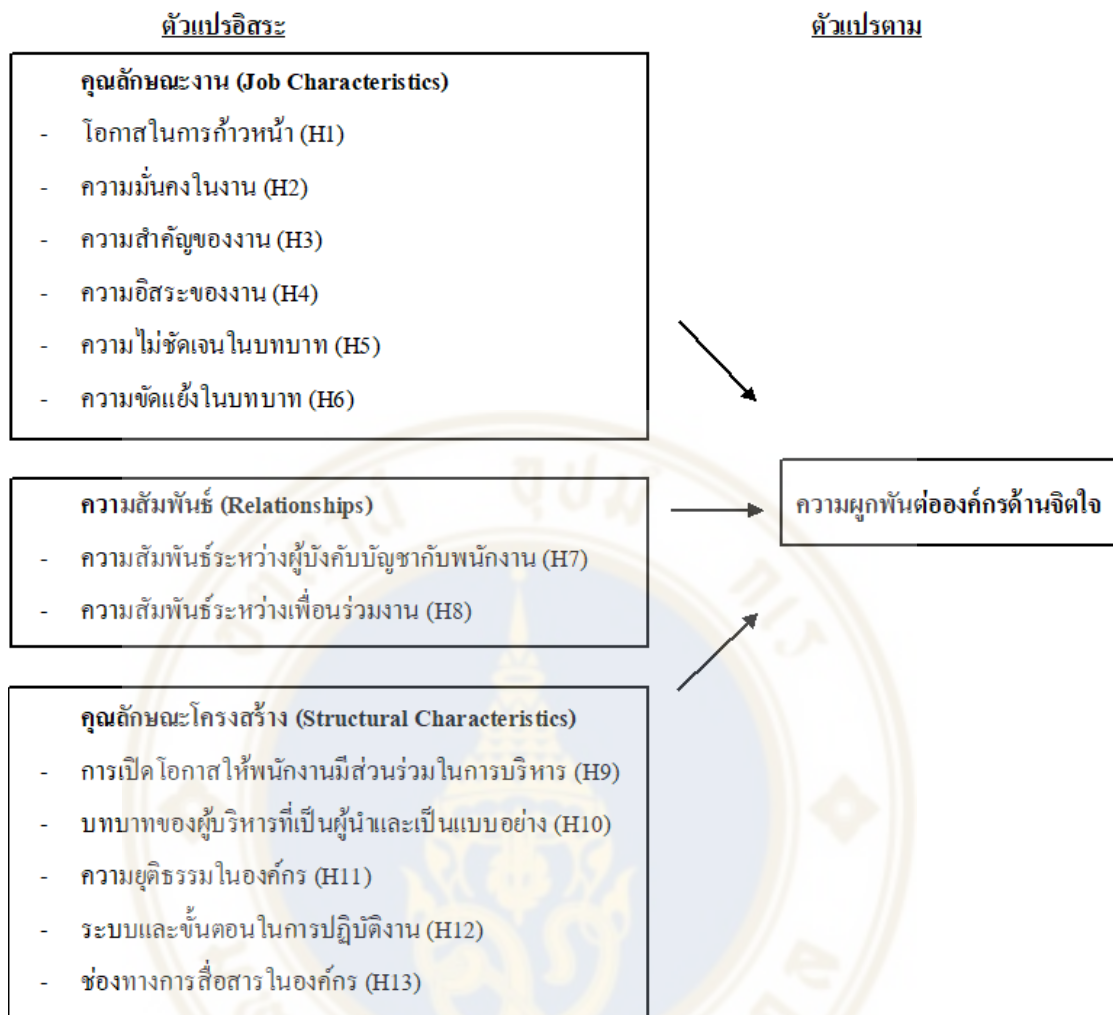 ตัวแปรอิสระ
ตัวแปรตาม
คุณลักษณะงาน (Job Characteristics)
- โอกาสในการก้าวหน้า (H1)
- ความมั่นคงในงาน (H2)
- ความสำคัญของงาน (H3)
- ความอิสระของงาน (H4)
- ความไม่ชัดเจนในบทบาท (H5)
- ความขัดแย้งในบทบาท (H6)
ความสัมพันธ์ (Relationships)
- ความสัมพันธ์ระหว่างผู้บังคับบัญชากับพนักงาน (H7)
- ความสัมพันธ์ระหว่างเพื่อนร่วมงาน (H8)
ความผูกพันต่อองค์กรด้านจิตใจ
คุณลักษณะโครงสร้าง (Structural Characteristics)
- การเปิดโอกาสให้พนักงานมีส่วนร่วมในการบริหาร (H9)
- บทบาทของผู้บริหารที่เป็นผู้นำและเป็นแบบอย่าง (H10)
- ความยุติธรรมในองค์กร (H11)
- ระบบและขั้นตอนในการปฏิบัติงาน (H12)
- ช่องทางการสื่อสารในองค์กร (H13)